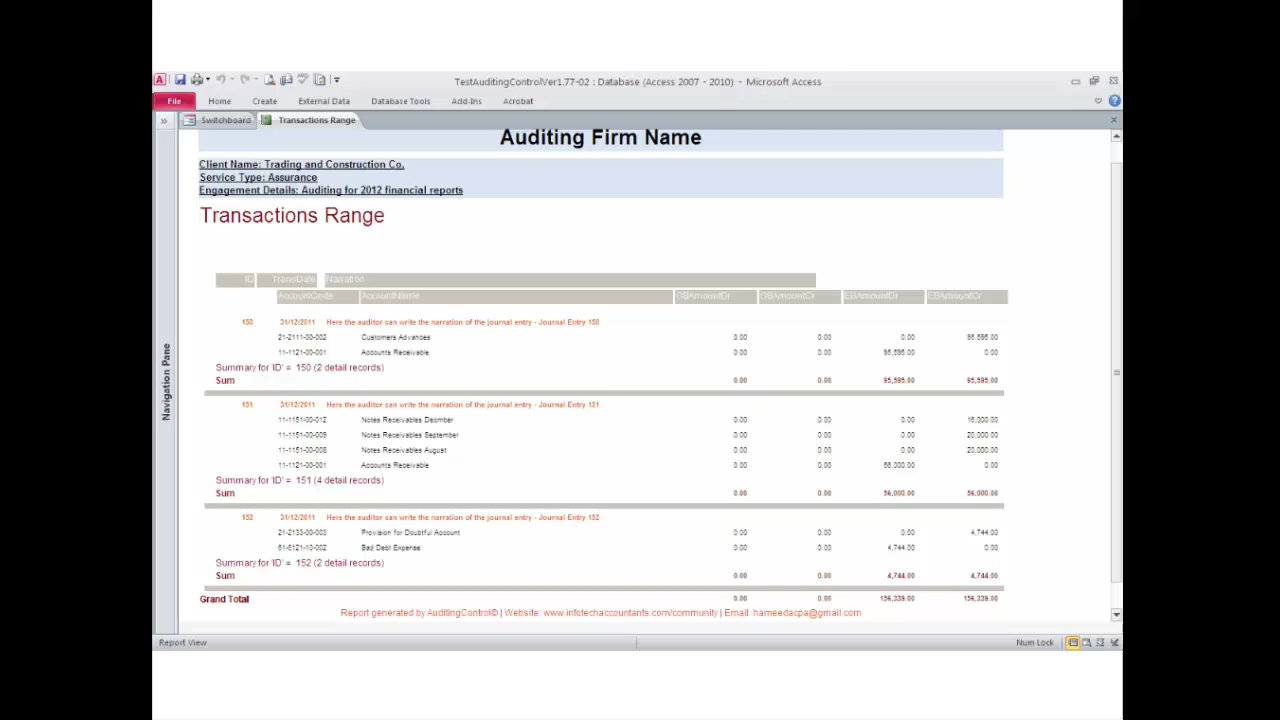 TestAuditingControlVer1.77-02 : Database (Access 2007 - 2010) - Microsoft Access
File Home Create External Data Database Tools Add-Ins Acrobat
» Switchboard Transactions Range
Navigation Pane
Auditing Firm Name
Client Name: Trading and Construction Co.
Service Type: Assurance
Engagement Details: Auditing for 2012 financial reports
Transactions Range
ID TransDate Narration
AccountCode AccountName OBAmontDr OBAmountCr EBAmountDr EBAmountCr
150 31/12/2011 Here the auditor can write the narration of the journal entry - Journal Entry 150
21-2111-00-002 Customers Advances 0.00 0.00 0.00 95,595.00
11-1121-00-001 Accounts Receivable 0.00 0.00 95,595.00 0.00
Summary for 'ID' = 150 (2 detail records)
Sum 0.00 0.00 95,595.00 95,595.00
151 31/12/2011 Here the auditor can write the narration of the journal entry - Journal Entry 151
11-1151-00-012 Notes Receivables Deomber 0.00 0.00 0.00 16,000.00
11-1151-00-009 Notes Receivables September 0.00 0.00 0.00 20,000.00
11-1151-00-008 Notes Receivables August 0.00 0.00 0.00 20,000.00
11-1121-00-001 Accounts Receivable 0.00 0.00 56,000.00 0.00
Summary for 'ID' = 151 (4 detail records)
Sum 0.00 0.00 56,000.00 56,000.00
152 31/12/2011 Here the auditor can write the narration of the journal entry - Journal Entry 152
21-2133-00-003 Provision for Doubtful Account 0.00 0.00 0.00 4,744.00
61-6121-10-002 Bad Debt Expense 0.00 0.00 4,744.00 0.00
Summary for 'ID' = 152 (2 detail records)
Sum 0.00 0.00 4,744.00 4,744.00
Grand Total 0.00 0.00 156,339.00 156,339.00
Report generated by AuditingControl© | Website: www.infotechaccountants.com/community | Email: hameedacpa@gmail.com
Report View Num Lock